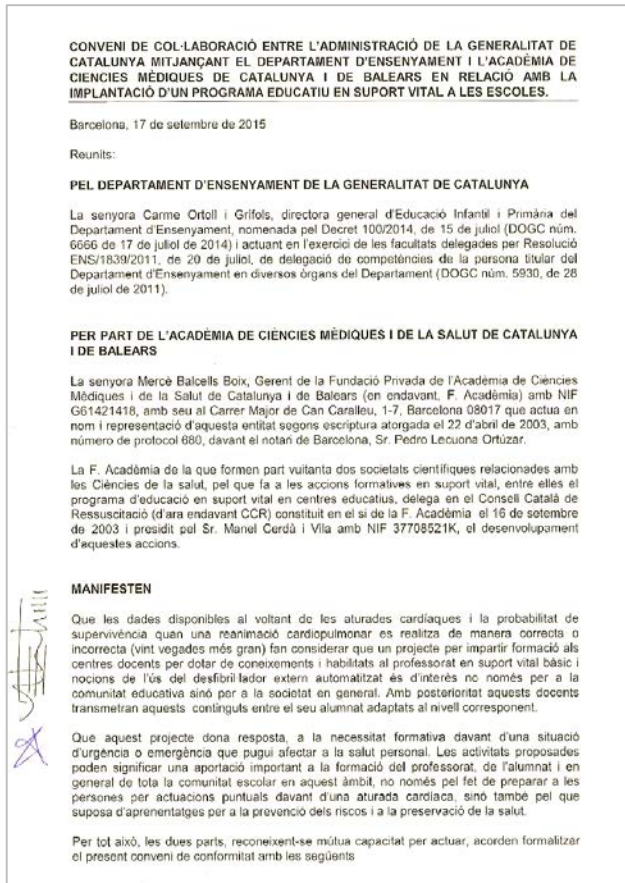 CONVENI DE COL·LABORACIÓ ENTRE L'ADMINISTRACIÓ DE LA GENERALITAT DE
CATALUNYA MITJANÇANT EL DEPARTAMENT D'ENSENYAMENT I L'ACADÈMIA DE
CIENCIES MÈDIQUES DE CATALUNYA I DE BALEARS EN RELACIÓ AMB LA
IMPLANTACIÓ D'UN PROGRAMA EDUCATIU EN SUPORT VITAL A LES ESCOLES.
Barcelona, 17 de setembre de 2015
Reunits:
PEL DEPARTAMENT D'ENSENYAMENT DE LA GENERALITAT DE CATALUNYA
La senyora Carme Ortoll i Grífols, directora general d'Educació Infantil i Primària del
Departament d'Ensenyament, nomenada pel Decret 100/2014, de 15 de juliol (DOGC núm.
6666 de 17 de juliol de 2014) i actuant en l'exercici de les facultats delegades per Resolució
ENS/1839/2011, de 20 de juliol, de delegació de competències de la persona titular del
Departament d'Ensenyament en diversos òrgans del Departament (DOGC núm. 5930, de 28
de juliol de 2011).
PER PART DE L'ACADÈMIA DE CIÈNCIES MÈDIQUES I DE LA SALUT DE CATALUNYA
I DE BALEARS
La senyora Mercè Balcells Boix, Gerent de la Fundació Privada de l'Acadèmia de Ciències
Mèdiques i de la Salut de Catalunya i de Balears (en endavant, F. Acadèmia) amb NIF
G61421418, amb seu al Carrer Major de Can Caralleu, 1-7, Barcelona 08017 que actua en
nom i representació d'aquesta entitat segons escriptura atorgada el 22 d'abril de 2003, amb
número de protocol 680, davant el notari de Barcelona, Sr. Pedro Lecuona Ortúzar.
La F. Acadèmia de la que formen part vuitanta dos societats científiques relacionades amb
les Ciències de la salut, pel que fa a les accions formatives en suport vital, entre elles el
programa d'educació en suport vital en centres educatius, delega en el Consell Català de
Ressuscitació (d'ara endavant CCR) constituït en el si de la F. Acadèmia el 16 de setembre
de 2003 i presidit pel Sr. Manel Cerdà i Vila amb NIF 37708521K, el desenvolupament
d'aquestes accions.
MANIFESTEN
Que les dades disponibles al voltant de les aturades cardíaques i la probabilitat de
supervivència quan una reanimació cardiopulmonar es realitza de manera correcta o
incorrecta (vint vegades més gran) fan considerar que un projecte per impartir formació als
centres docents per dotar de coneixements i habilitats al professorat en suport vital bàsic i
nocions de l'ús del desfibril·lador extern automatitzat és d'interès no només per a la
comunitat educativa sinó per a la societat en general. Amb posterioritat aquests docents
transmetran aquests continguts entre el seu alumnat adaptats al nivell corresponent.
Que aquest projecte dona resposta, a la necessitat formativa davant d'una situació
d'urgència o emergència que pugui afectar a la salut personal. Les activitats proposades
poden significar una aportació important a la formació del professorat, de l'alumnat i en
general de tota la comunitat escolar en aquest àmbit, no només pel fet de preparar a les
persones per actuacions puntuals davant d'una aturada cardíaca, sinó també pel que
suposa d'aprenentatges per a la prevenció dels riscos i a la preservació de la salut.
Per tot això, les dues parts, reconeixent-se mútua capacitat per actuar, acorden formalitzar
el present conveni de conformitat amb les següents